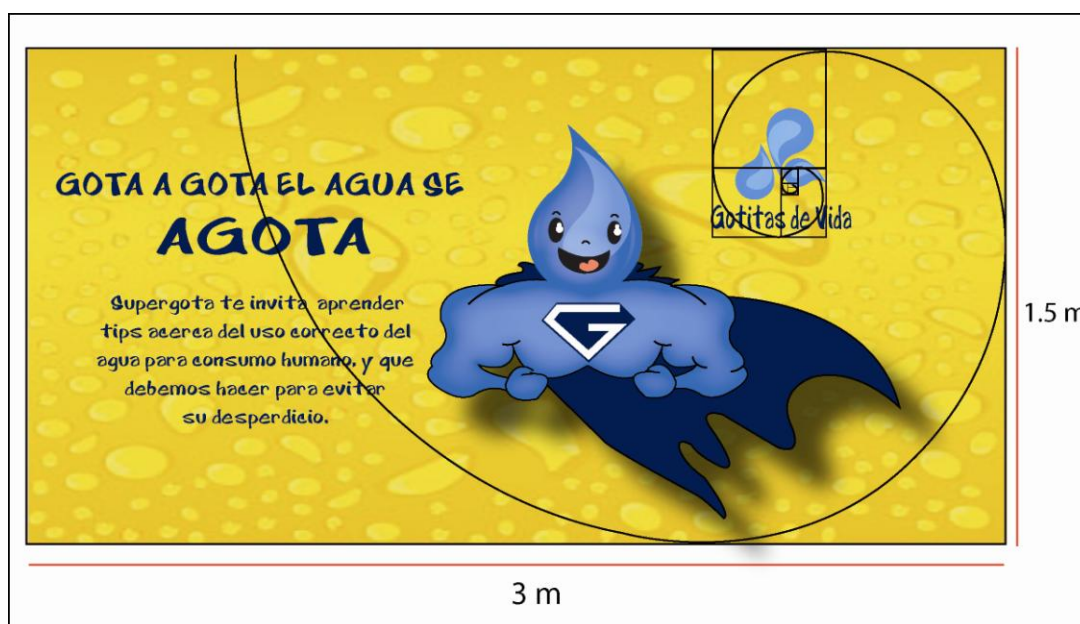 GOTA A GOTA EL AGUA SE
AGOTA
Supergota te invita aprender
tips acerca del uso correcto del
agua para consumo humano, y que
debemos hacer para evitar
su desperdicio.
G
Gotitas de Vida
1.5 m
3 m